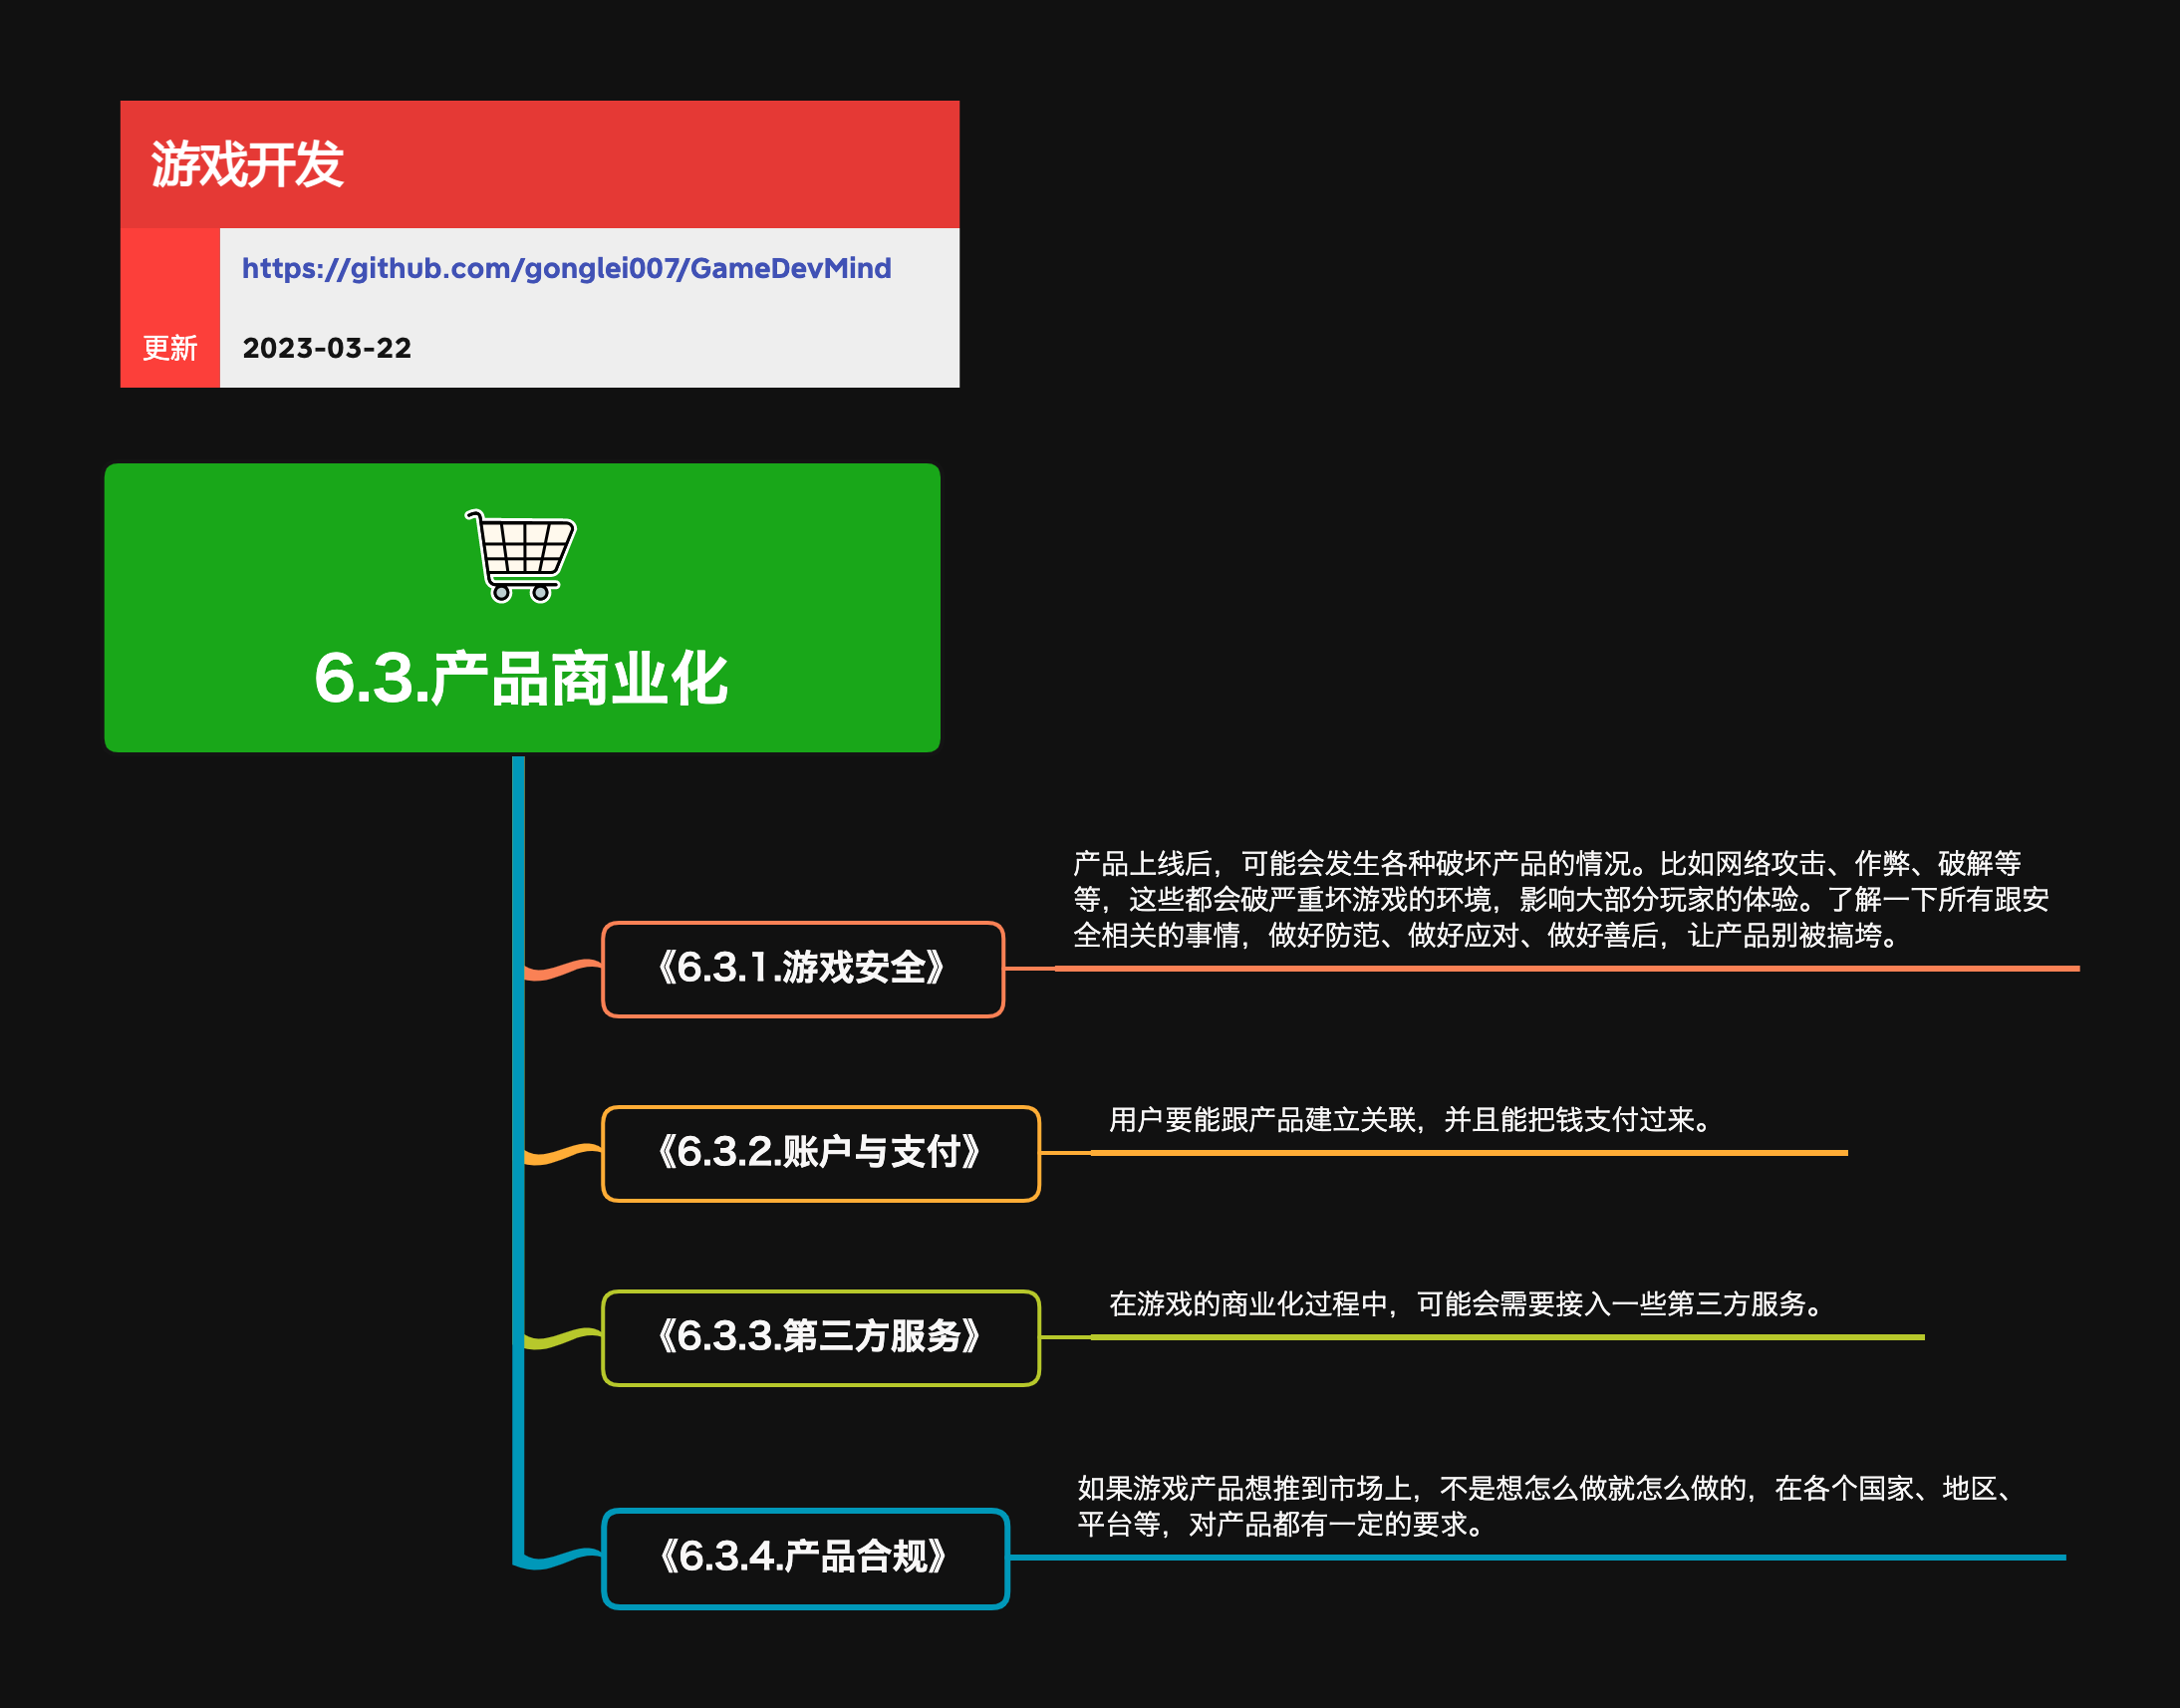 游戏开发
https://github.com/gonglei007/GameDevMind
更新 2023-03-22
6.3.产品商业化
产品上线后，可能会发生各种破坏产品的情况。比如网络攻击、作弊、破解等
等，这些都会破严重坏游戏的环境，影响大部分玩家的体验。了解一下所有跟安
全相关的事情，做好防范、做好应对、做好善后，让产品别被搞垮。
《6.3.1.游戏安全》
用户要能跟产品建立关联，并且能把钱支付过来。
《6.3.2.账户与支付》
在游戏的商业化过程中，可能会需要接入一些第三方服务。
《6.3.3.第三方服务》
如果游戏产品想推到市场上，不是想怎么做就怎么做的，在各个国家、地区、
平台等，对产品都有一定的要求。
《6.3.4.产品合规》